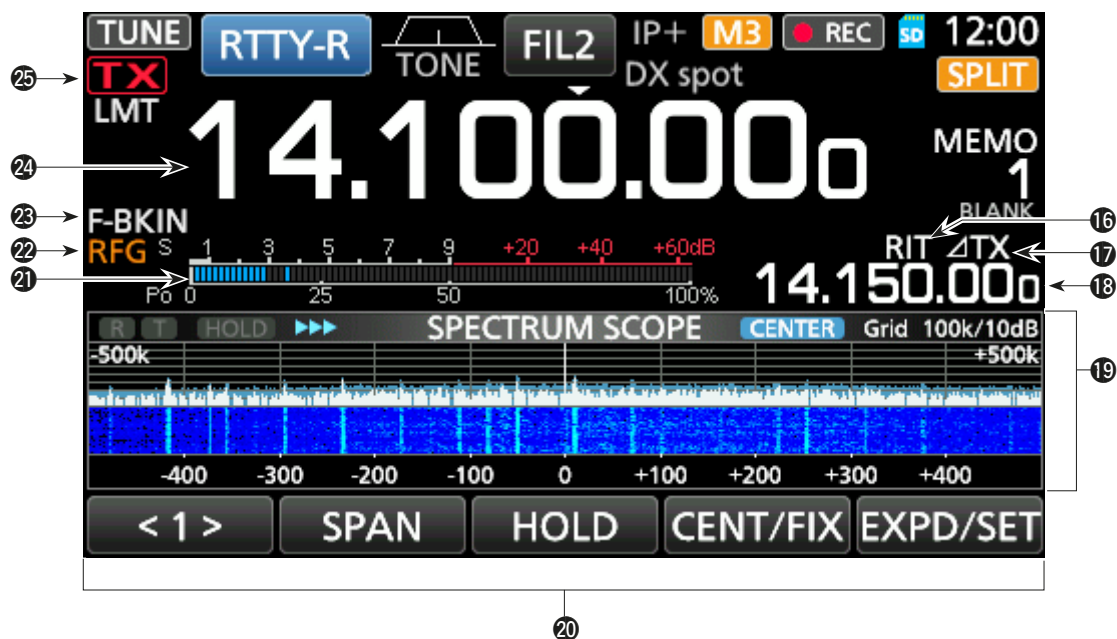 TUNE RTTY-R TONE FIL2 IP+ M3 REC SD 12:00
㉕ TX DX spot SPLIT
LMT
㉔ 14.100.000 MEMO
1
㉓ F-BKIN BLANK ⑯
㉒ RFG S 1 3 5 7 9 +20 +40 +60dB RIT ⊿TX ⑰
㉑ 14.150.000 ⑱
Po 0 25 50 100%
R T HOLD SPECTRUM SCOPE CENTER Grid 100k/10dB
-500k +500k
⑲
-400 -300 -200 -100 0 +100 +200 +300 +400
< 1 > SPAN HOLD CENT/FIX EXPD/SET
⑳